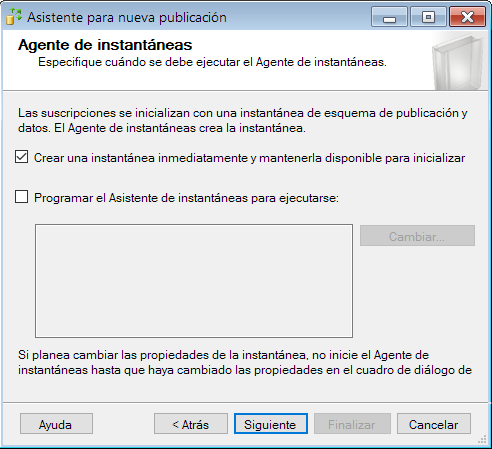 Asistente para nueva publicación
Agente de instantáneas
Especifique cuándo se debe ejecutar el Agente de instantáneas.
Las suscripciones se inicializan con una instantánea de esquema de publicación y
datos. El Agente de instantáneas crea la instantánea.
Crear una instantánea inmediatamente y mantenerla disponible para inicializar
Programar el Asistente de instantáneas para ejecutarse:
Cambiar...
Si planea cambiar las propiedades de la instantánea, no inicie el Agente de
instantáneas hasta que haya cambiado las propiedades en el cuadro de diálogo de
Ayuda
< Atrás
Siguiente
Finalizar
Cancelar